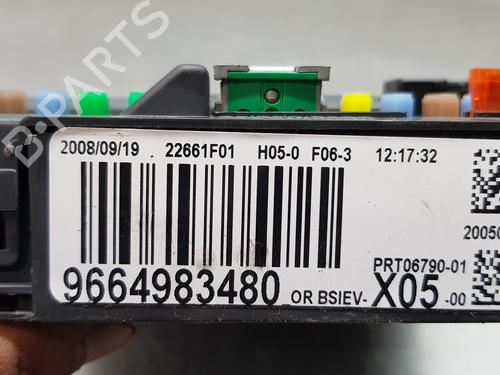 2008/09/19 22661F01 H05-0 F06-3 12:17:32
PRT06790-01
9664983480 OR BSIEV-X05-00
B-PARTS